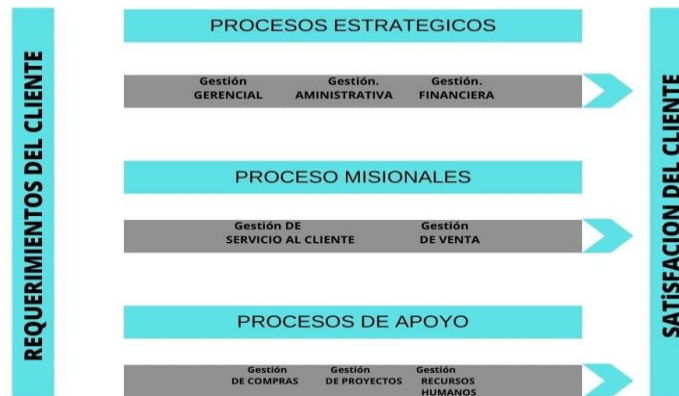 REQUERIMIENTOS DEL CLIENTE
PROCESOS ESTRATEGICOS
Gestión Gestión. Gestión.
GERENCIAL AMINISTRATIVA FINANCIERA
PROCESO MISIONALES
Gestión DE Gestión
SERVICIO AL CLIENTE DE VENTA
PROCESOS DE APOYO
Gestión Gestión Gestión
DE COMPRAS DE PROYECTOS RECURSOS
HUMANOS
SATiSFACION DEL CLIENTE